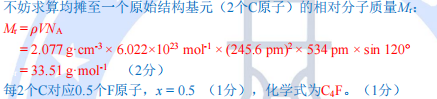 不妨求算均摊至一个原始结构基元（2个C原子）的相对分子质量Mᵣ：
Mᵣ = ρVNₐ
= 2.077 g·cm⁻³ × 6.022×10²³ mol⁻¹ × (245.6 pm)² × 534 pm × sin 120°
= 33.51 g·mol⁻¹ （2分）
每2个C对应0.5个F原子，x = 0.5 （1分），化学式为C₄F。（1分）